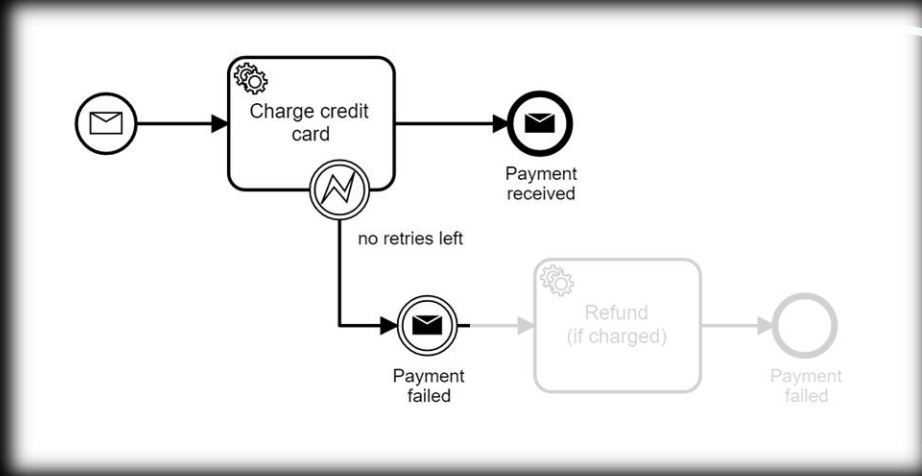 Charge credit
card
Payment
received
no retries left
Refund
(if charged)
Payment
failed
Payment
failed